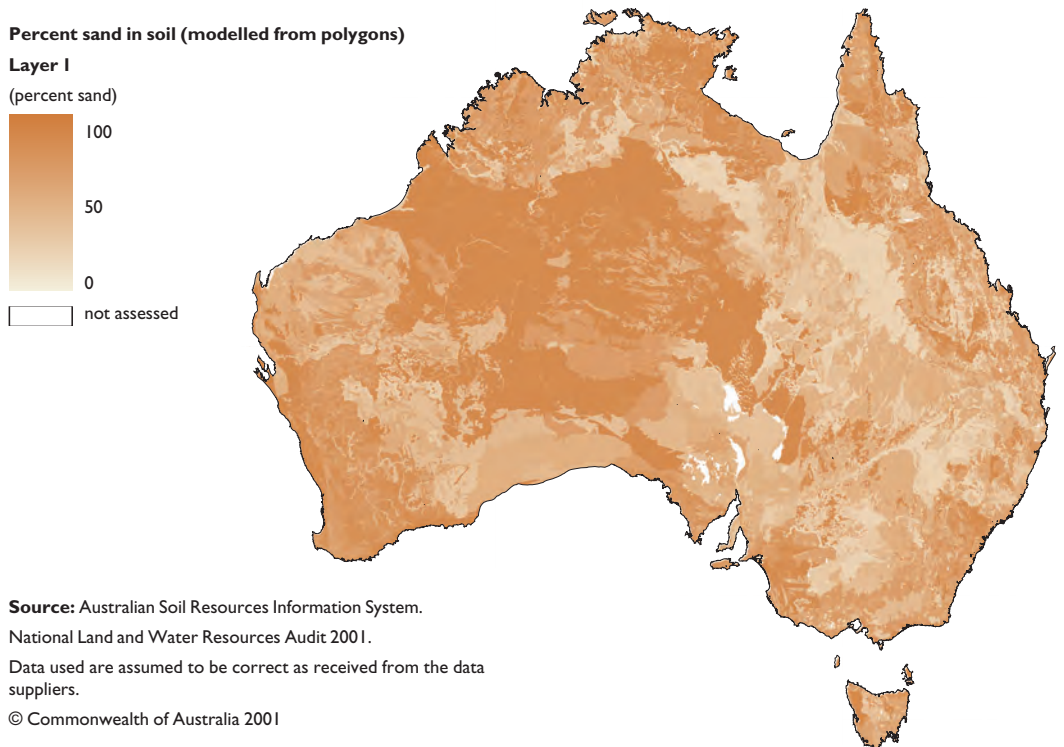 Percent sand in soil (modelled from polygons)
Layer 1
(percent sand)
100
50
0
not assessed
Source: Australian Soil Resources Information System.
National Land and Water Resources Audit 2001.
Data used are assumed to be correct as received from the data
suppliers.
© Commonwealth of Australia 2001